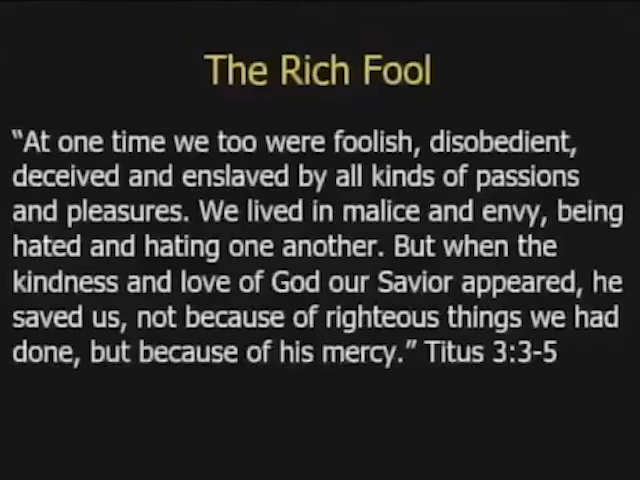 The Rich Fool
“At one time we too were foolish, disobedient,
deceived and enslaved by all kinds of passions
and pleasures. We lived in malice and envy, being
hated and hating one another. But when the
kindness and love of God our Savior appeared, he
saved us, not because of righteous things we had
done, but because of his mercy.” Titus 3:3-5